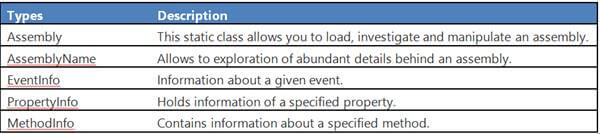 Types Description
Assembly This static class allows you to load, investigate and manipulate an assembly.
AssemblyName Allows to exploration of abundant details behind an assembly.
EventInfo Information about a given event.
PropertyInfo Holds information of a specified property.
MethodInfo Contains information about a specified method.